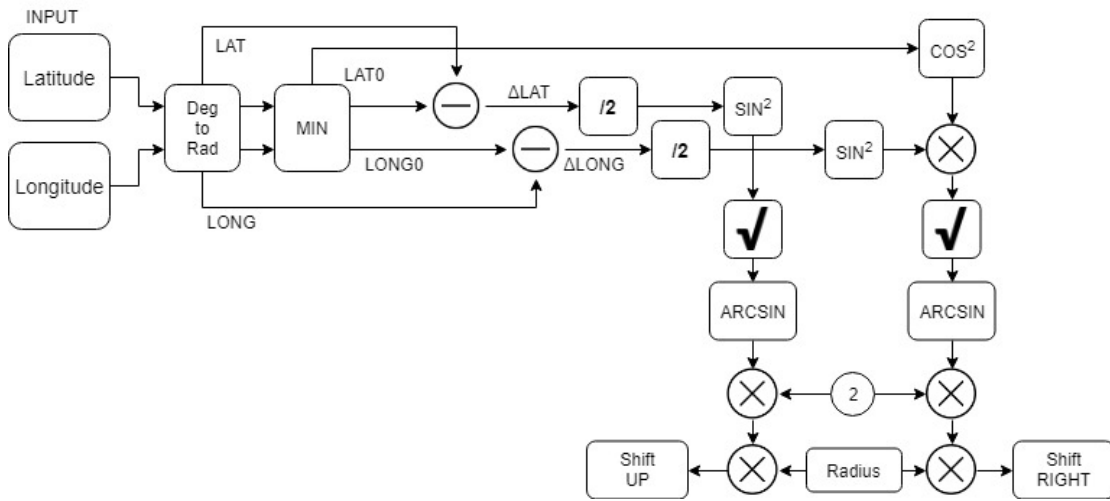 INPUT
LAT
Latitude
LAT0
COS²
Deg
to
Rad
MIN
ΔLAT
/2
SIN²
Longitude
LONG0
ΔLONG
/2
SIN²
LONG
√
√
ARCSIN
ARCSIN
2
Shift
UP
Radius
Shift
RIGHT